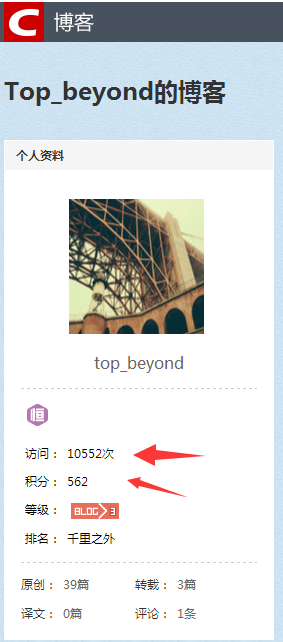 C 博客
Top_beyond的博客
个人资料
top_beyond
恒
访问： 10552次
积分： 562
等级： BLOG 3
排名： 千里之外
原创： 39篇 转载： 3篇
译文： 0篇 评论： 1条